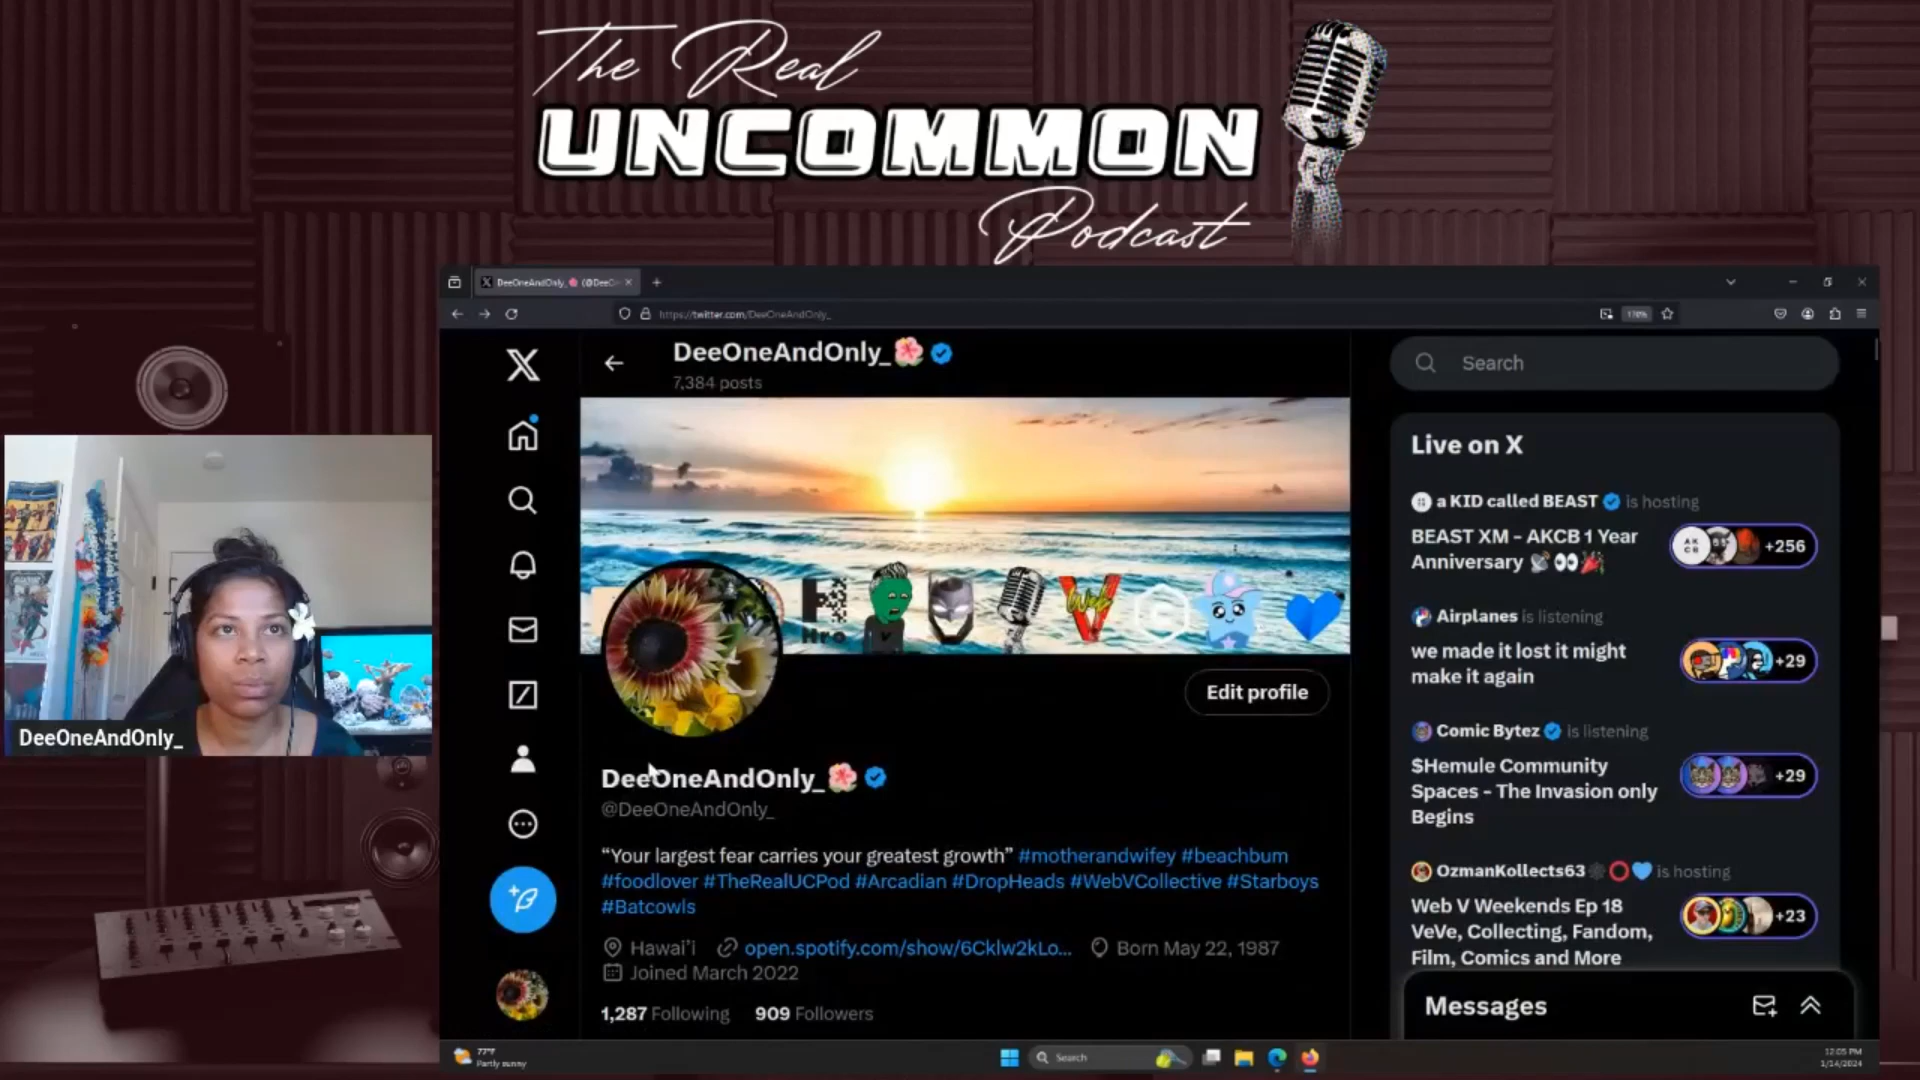 The Real
UNCOMMON
Podcast
DeeOneAndOnly_ (@DeeO
https://twitter.com/DeeOneAndOnly_
170%
DeeOneAndOnly_
7,384 posts
Search
Live on X
a KID called BEAST is hosting
BEAST XM - AKCB 1 Year
Anniversary
+256
Airplanes is listening
we made it lost it might
make it again
+29
Comic Bytez is listening
$Hemule Community
Spaces - The Invasion only
Begins
+29
OzmanKollects63 is hosting
Web V Weekends Ep 18
VeVe, Collecting, Fandom,
Film, Comics and More
+23
Messages
Hro
V
Web
Edit profile
DeeOneAndOnly_
@DeeOneAndOnly_
“Your largest fear carries your greatest growth” #motherandwifey #beachbum
#foodlover #TheRealUCPod #Arcadian #DropHeads #WebVCollective #Starboys
#Batcowls
Hawai’i open.spotify.com/show/6Cklw2kLo... Born May 22, 1987
Joined March 2022
1,287 Following 909 Followers
DeeOneAndOnly_
77°F
Partly sunny
Search
12:05 PM
1/14/2024